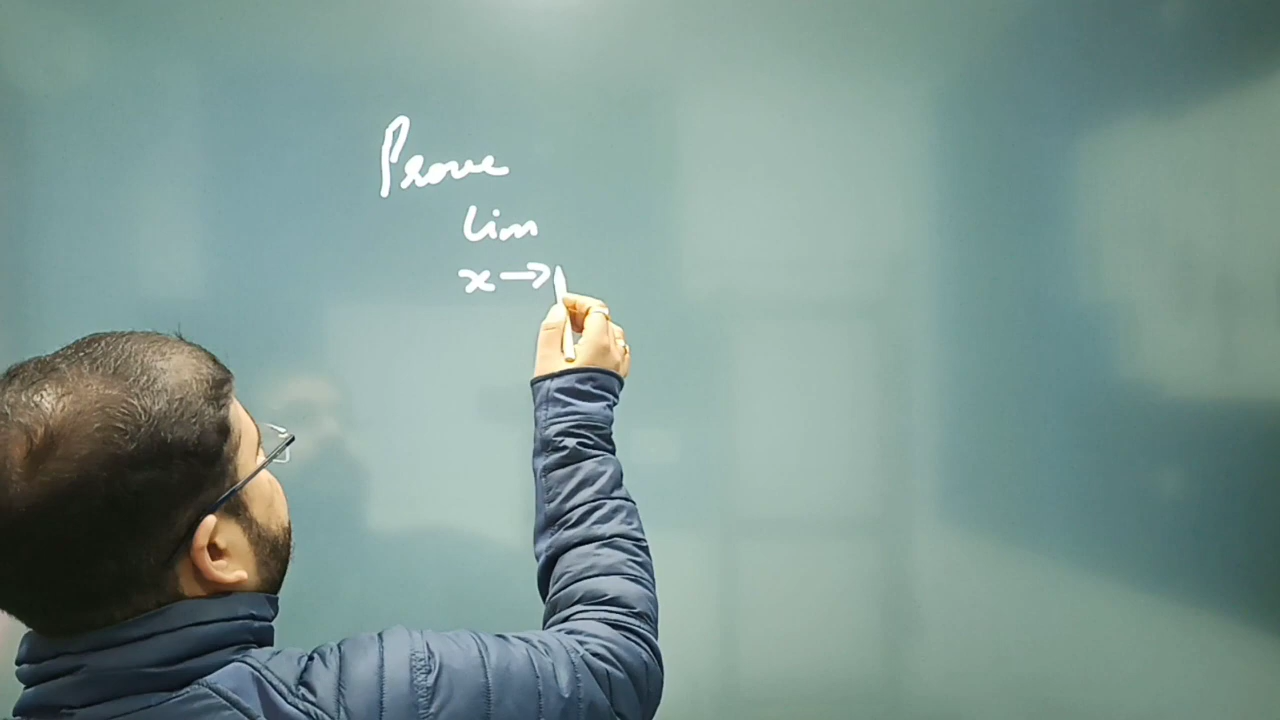 Prove
lim
x →